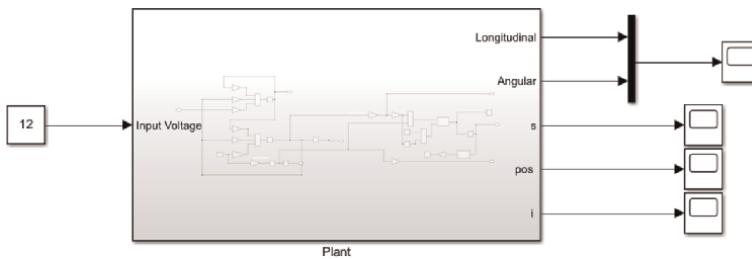 Longitudinal
Angular
12
Input Voltage
s
pos
i
Plant